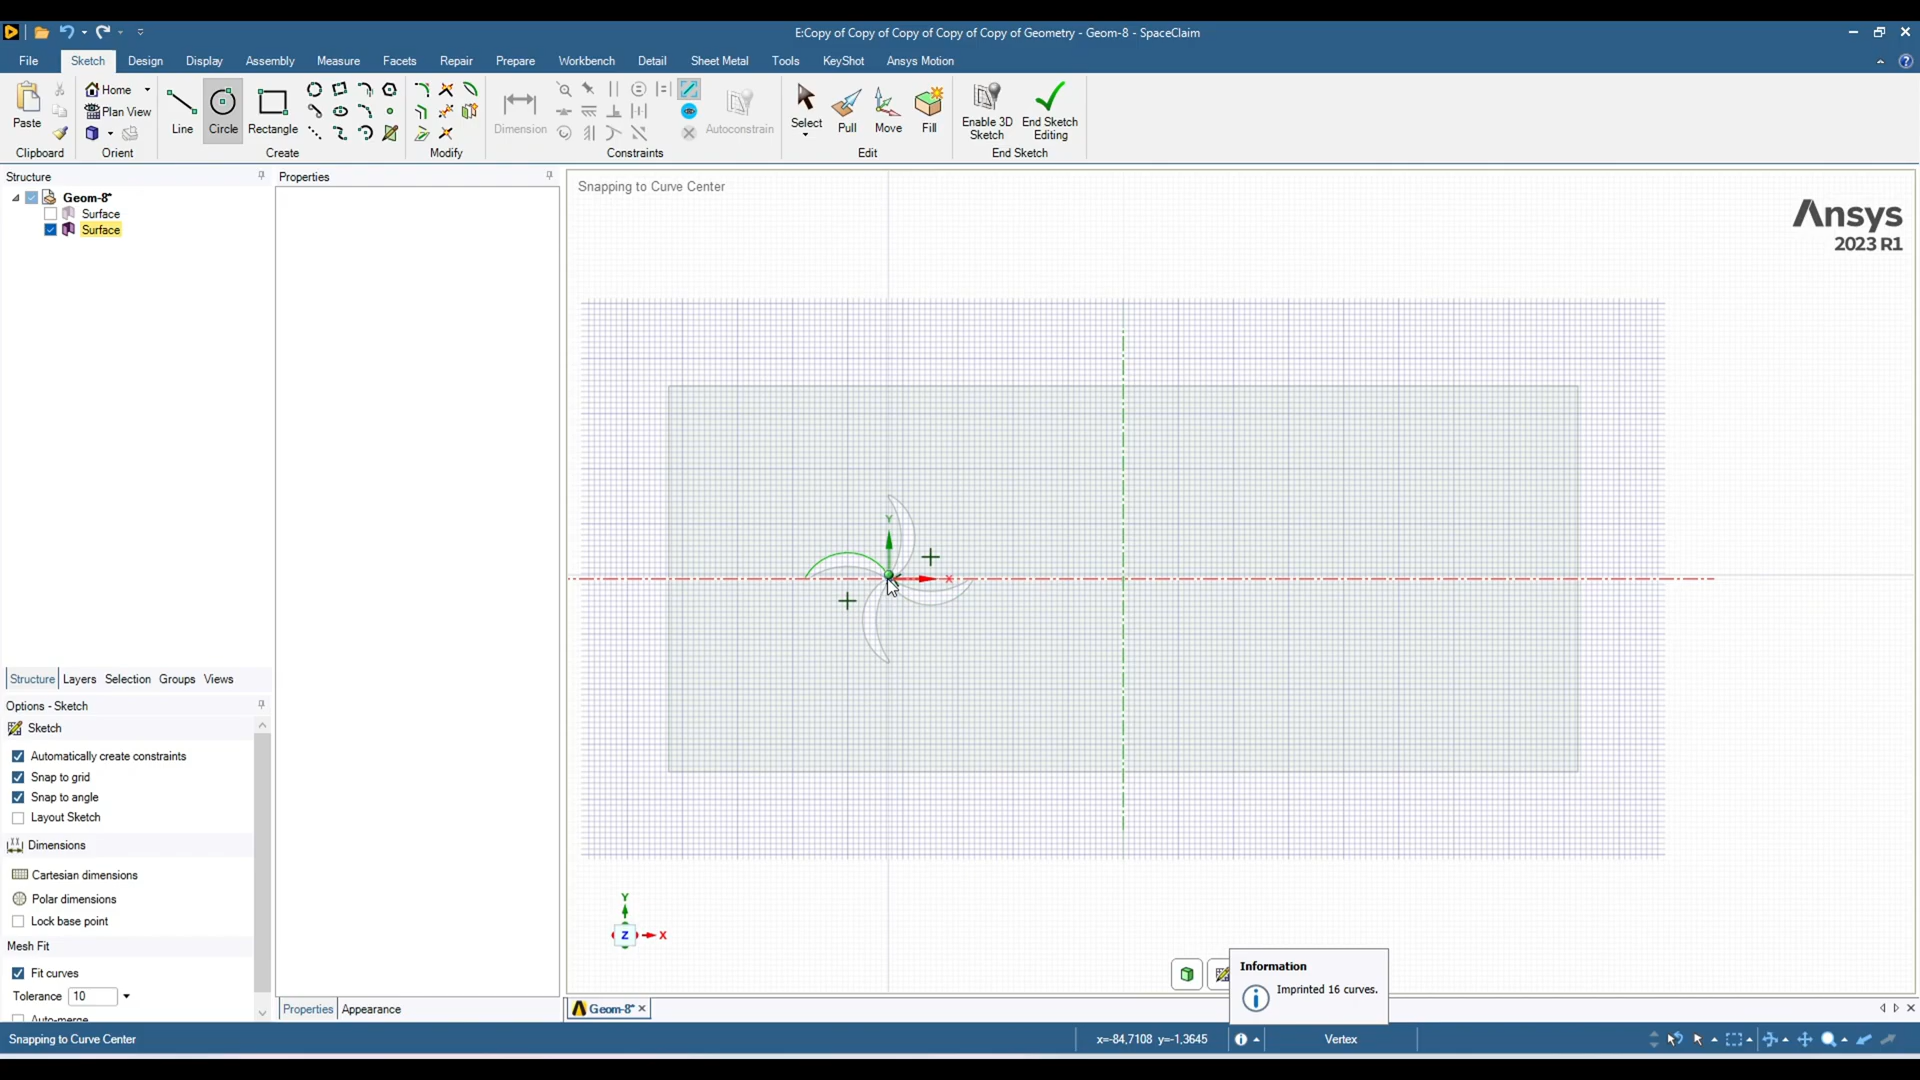 E:Copy of Copy of Copy of Copy of Copy of Geometry - Geom-8 - SpaceClaim
File Sketch Design Display Assembly Measure Facets Repair Prepare Workbench Detail Sheet Metal Tools KeyShot Ansys Motion
Paste
Home
Plan View
Line Circle Rectangle
Dimension
Autoconstrain
Select Pull Move Fill
Enable 3D Sketch
End Sketch Editing
Clipboard Orient Create Modify Constraints Edit End Sketch
Structure
Geom-8*
Surface
Surface
Properties
Snapping to Curve Center
Ansys
2023 R1
Y
X
Structure Layers Selection Groups Views
Options - Sketch
Sketch
Automatically create constraints
Snap to grid
Snap to angle
Layout Sketch
Dimensions
Cartesian dimensions
Polar dimensions
Lock base point
Mesh Fit
Fit curves
Tolerance 10
Auto-merge
Y
Z X
Information
Imprinted 16 curves.
Properties Appearance
Geom-8*
Snapping to Curve Center
x=-84,7108 y=-1,3645
Vertex